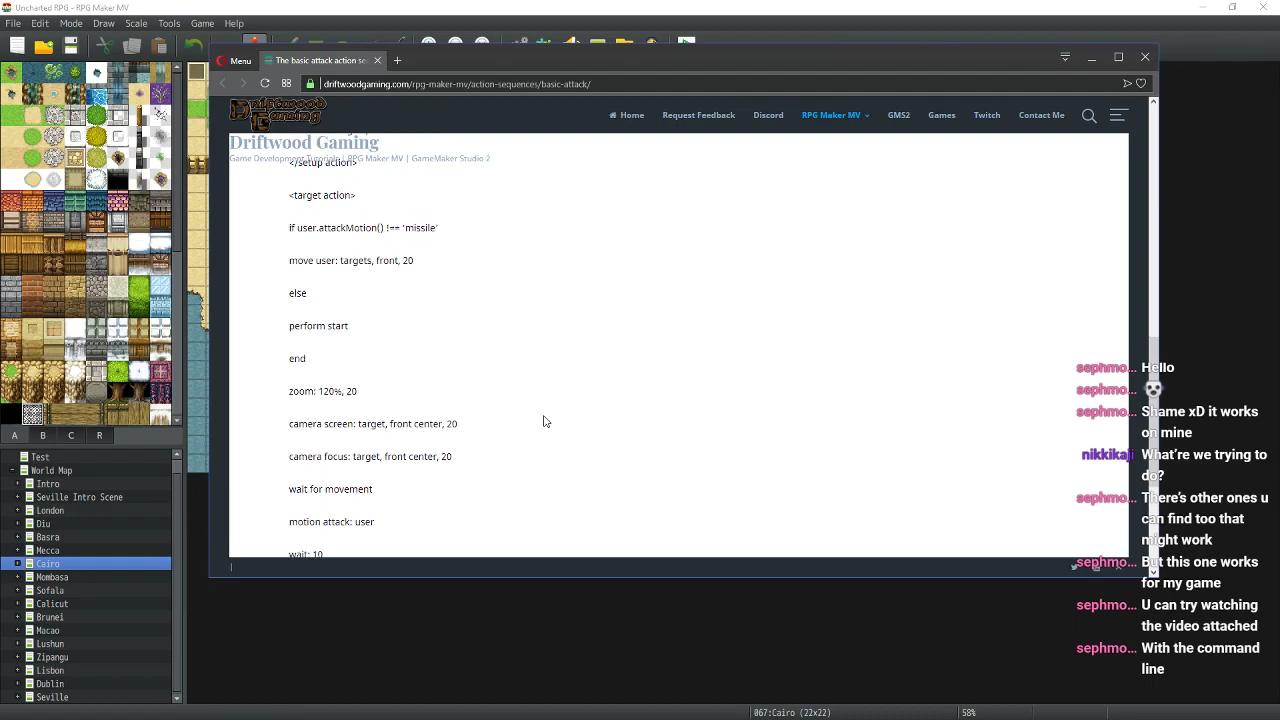 Uncharted RPG - RPG Maker MV
File Edit Mode Draw Scale Tools Game Help
Menu
The basic attack action se
driftwoodgaming.com/rpg-maker-mv/action-sequences/basic-attack/
Driftwood Gaming
Home Request Feedback Discord RPG Maker MV GMS2 Games Twitch Contact Me
Driftwood Gaming
Game Development Tutorials | RPG Maker MV | GameMaker Studio 2
</setup action>
<target action>
if user.attackMotion() !== ‘missile’
move user: targets, front, 20
else
perform start
end
zoom: 120%, 20
camera screen: target, front center, 20
camera focus: target, front center, 20
wait for movement
motion attack: user
wait: 10
A B C R
Test
World Map
Intro
Seville Intro Scene
London
Diu
Basra
Mecca
Cairo
Mombasa
Sofala
Calicut
Brunei
Macao
Lushun
Zipangu
Lisbon
Dublin
Seville
sephmo... Hello
sephmo...
sephmo... Shame xD it works
on mine
nikkikaji What’re we trying to
do?
sephmo... There’s other ones u
can find too that
might work
sephmo... But this one works
for my game
sephmo... U can try watching
the video attached
sephmo... With the command
line
067:Cairo (22x22) 58%